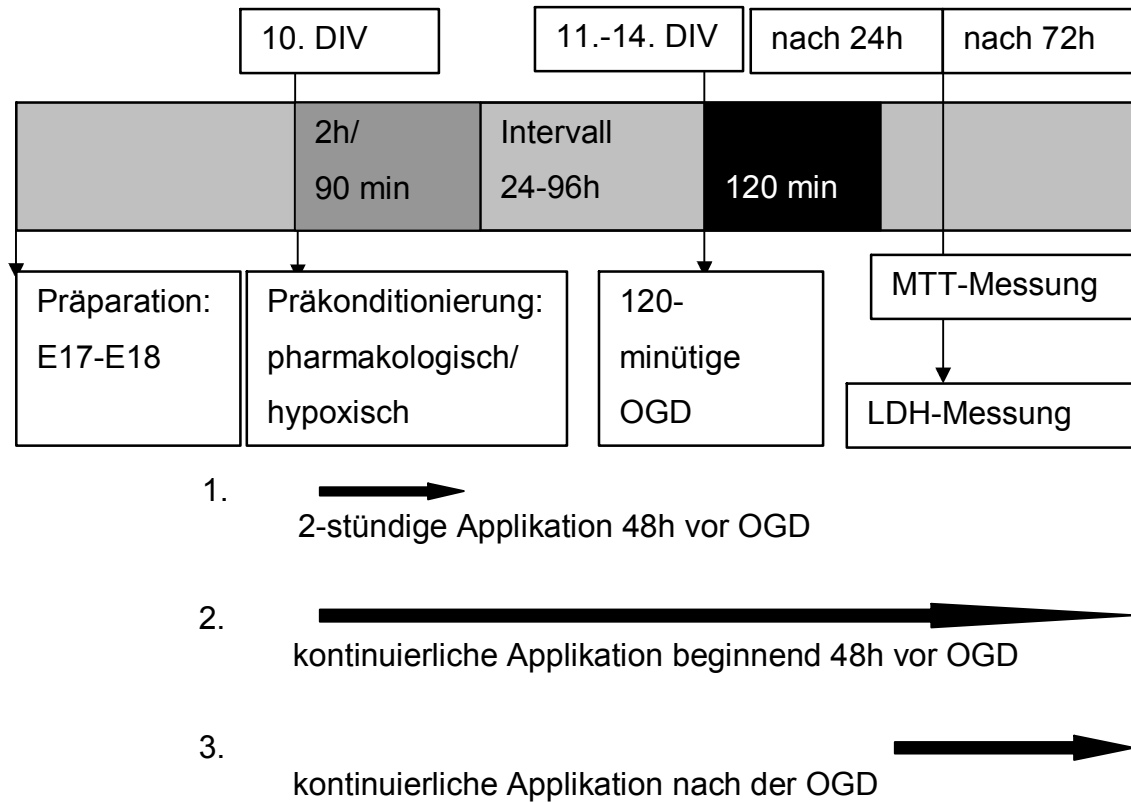 10. DIV
11.-14. DIV
nach 24h
nach 72h
2h/
90 min
Intervall
24-96h
120 min
Präparation:
E17-E18
Präkonditionierung:
pharmakologisch/
hypoxisch
120-
minütige
OGD
MTT-Messung
LDH-Messung
1.
2-stündige Applikation 48h vor OGD
2.
kontinuierliche Applikation beginnend 48h vor OGD
3.
kontinuierliche Applikation nach der OGD